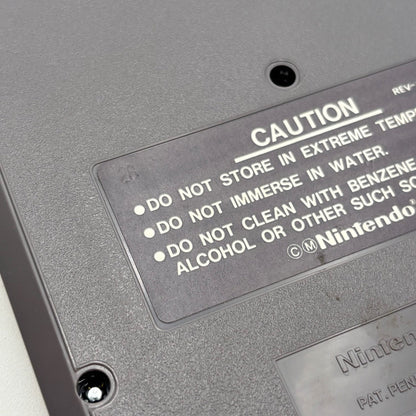 REV-
CAUTION
•DO NOT STORE IN EXTREME TEMP
•DO NOT IMMERSE IN WATER.
•DO NOT CLEAN WITH BENZENE
ALCOHOL OR OTHER SUCH SO
©Ⓜ Nintendo®
Ninten
PAT. PEN